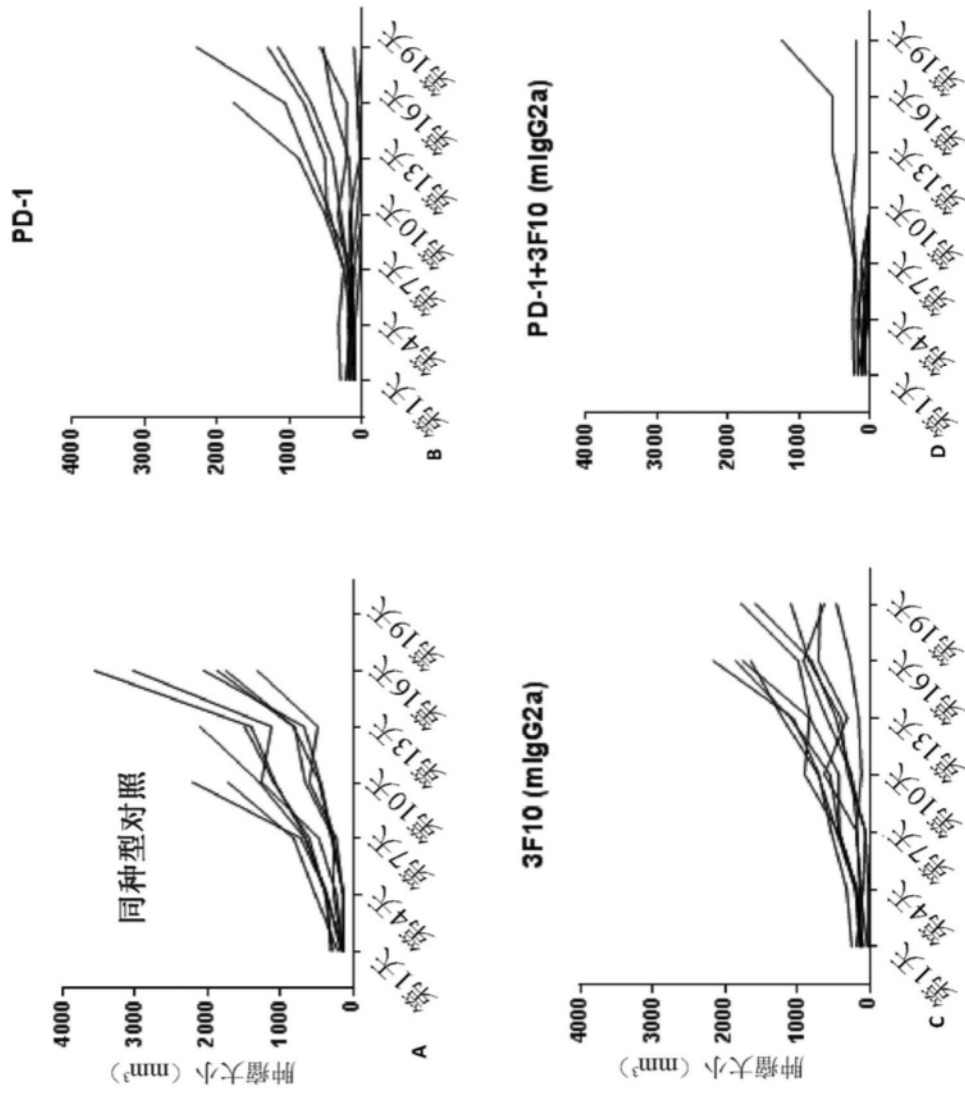 同种型对照
肿瘤大小（mm³）
4000
3000
2000
1000
0
第1天
第4天
第7天
第10天
第13天
第16天
第19天
A
PD-1
4000
3000
2000
1000
0
第1天
第4天
第7天
第10天
第13天
第16天
第19天
B
3F10 (mIgG2a)
肿瘤大小（mm³）
4000
3000
2000
1000
0
第1天
第4天
第7天
第10天
第13天
第16天
第19天
C
PD-1+3F10 (mIgG2a)
4000
3000
2000
1000
0
第1天
第4天
第7天
第10天
第13天
第16天
第19天
D